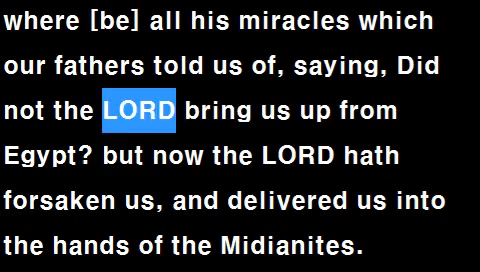 where [be] all his miracles which
our fathers told us of, saying, Did
not the LORD bring us up from
Egypt? but now the LORD hath
forsaken us, and delivered us into
the hands of the Midianites.